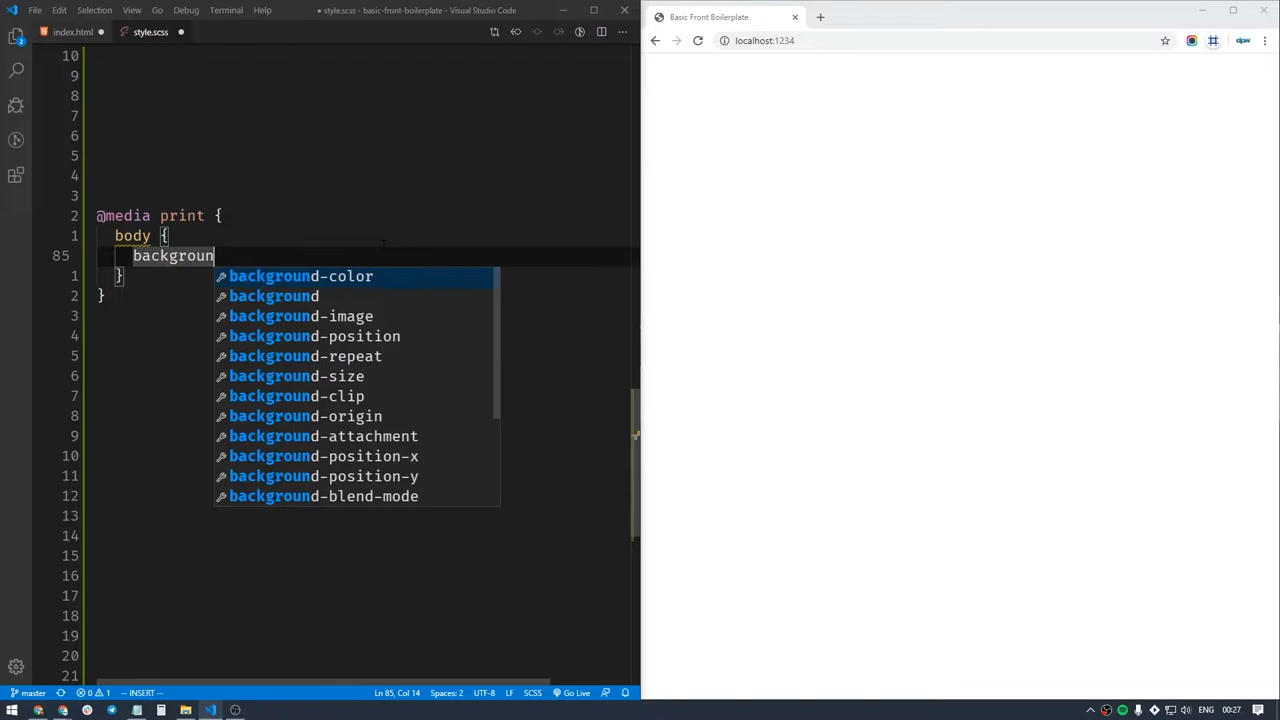 File Edit Selection View Go Debug Terminal Help ● style.scss - basic-front-boilerplate - Visual Studio Code
index.html ● style.scss ●
10
9
8
7
6
5
4
3
2 @media print {
1 body {
85 backgroun
1 }
2 }
3
4
5
6
7
8
9
10
11
12
13
14
15
16
17
18
19
20
21
background-color
background
background-image
background-position
background-repeat
background-size
background-clip
background-origin
background-attachment
background-position-x
background-position-y
background-blend-mode
2
master 0 1 -- INSERT -- Ln 85, Col 14 Spaces: 2 UTF-8 LF SCSS Go Live
Basic Front Boilerplate
localhost:1234
dpw
ENG 00:27